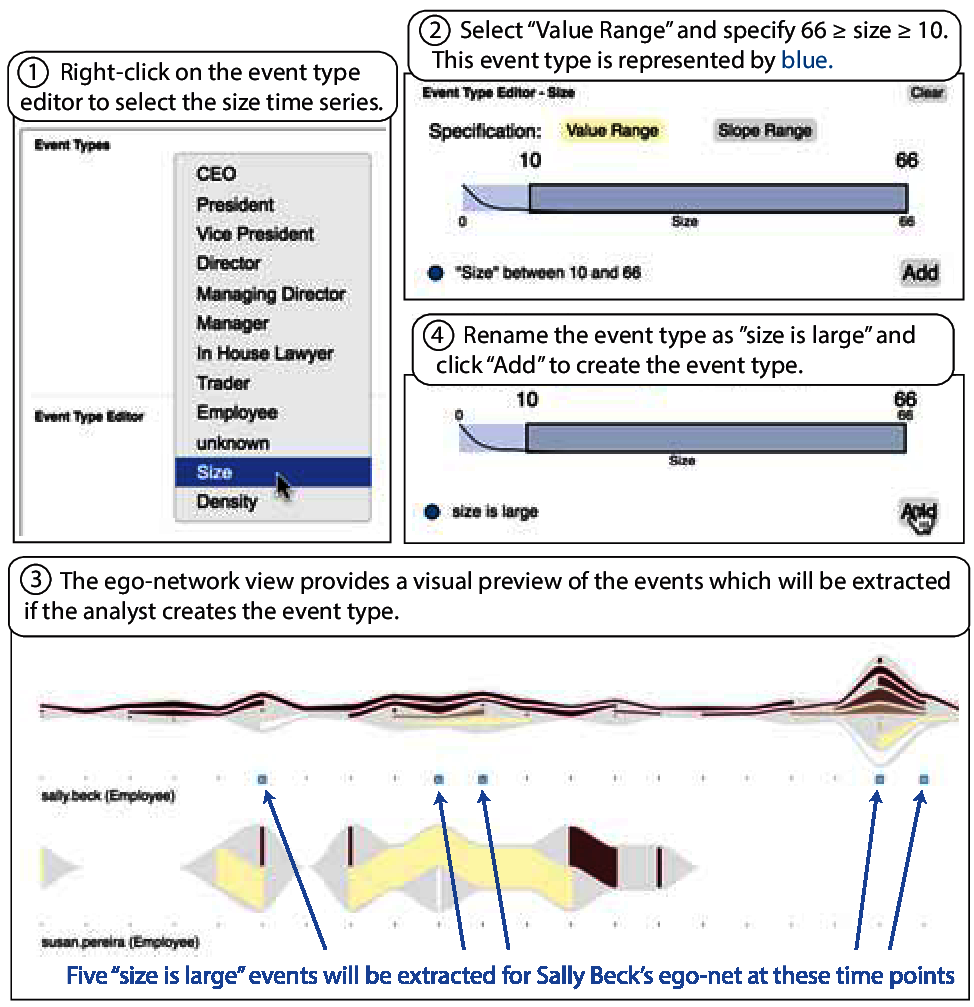 ① Right-click on the event type
editor to select the size time series.
Event Types
CEO
President
Vice President
Director
Managing Director
Manager
In House Lawyer
Trader
Employee
unknown
Size
Density
Event Type Editor
② Select “Value Range” and specify 66 ≥ size ≥ 10.
This event type is represented by blue.
Event Type Editor - Size Clear
Specification: Value Range Slope Range
10 66
0 Size 66
"Size" between 10 and 66 Add
④ Rename the event type as ”size is large” and
click “Add” to create the event type.
10 66
0 66
Size
size is large Add
③ The ego-network view provides a visual preview of the events which will be extracted
if the analyst creates the event type.
sally.beck (Employee)
susan.pereira (Employee)
Five “size is large” events will be extracted for Sally Beck’s ego-net at these time points